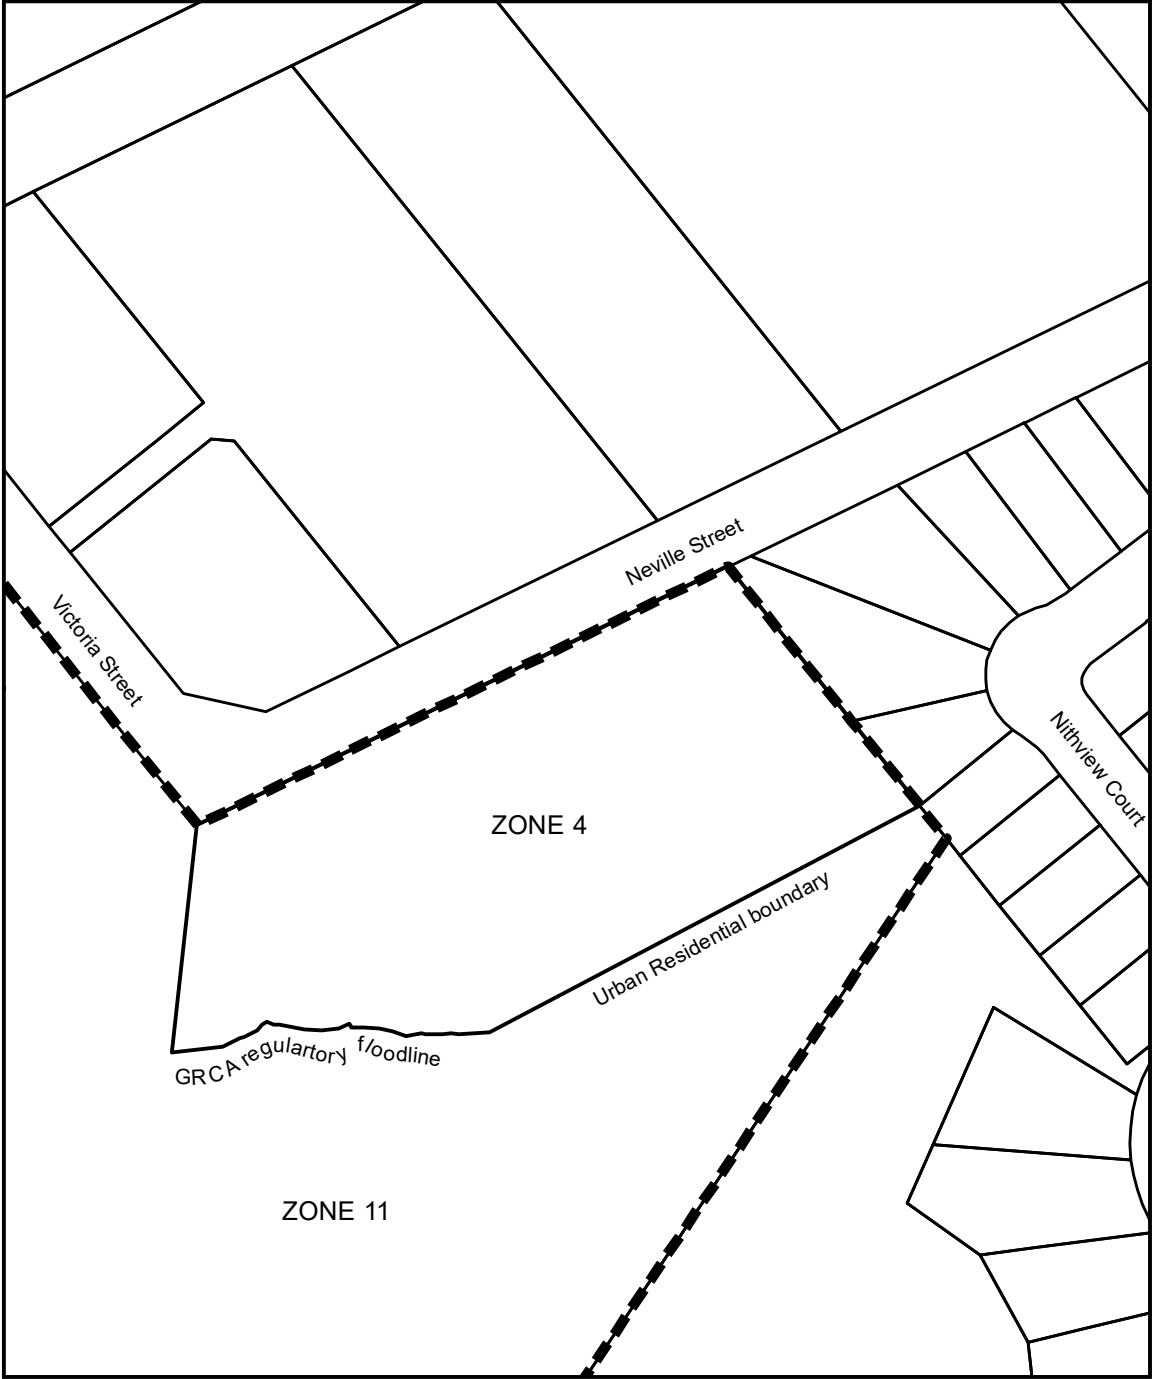 Neville Street
Victoria Street
Nithview Court
ZONE 4
Urban Residential boundary
GRCA regulartory floodline
ZONE 11